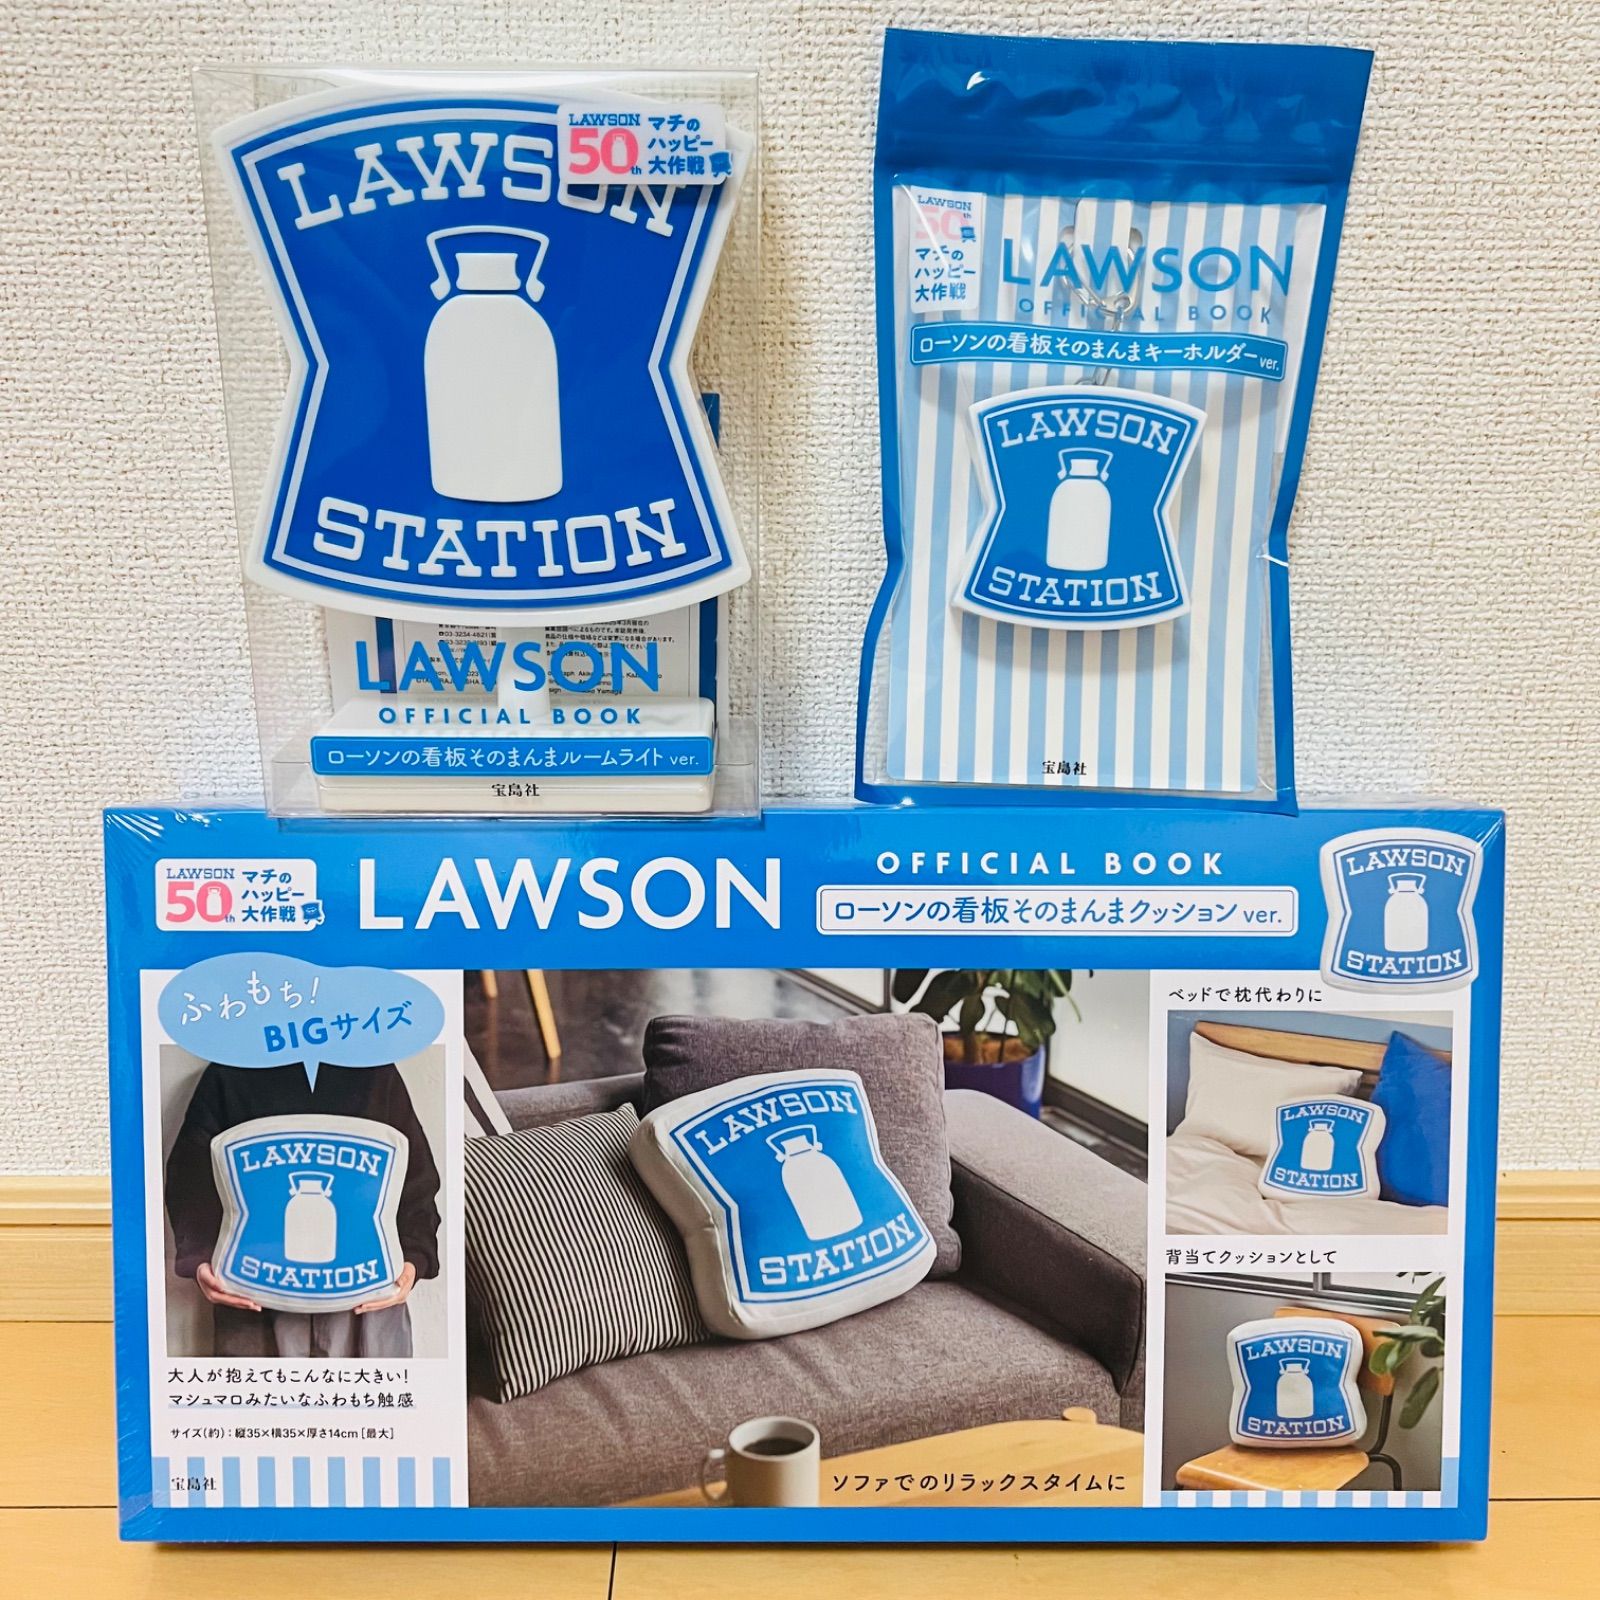 LAWSON
LAWSON
50th
マチの
ハッピー
大作戦
STATION
LAWSON
OFFICIAL BOOK
ローソンの看板そのまんまルームライト ver.
宝島社
LAWSON
50th
マチの
ハッピー
大作戦
LAWSON
OFFICIAL BOOK
ローソンの看板そのまんまキーホルダー ver.
LAWSON
STATION
宝島社
LAWSON
50th
マチの
ハッピー
大作戦
LAWSON
OFFICIAL BOOK
ローソンの看板そのまんまクッション ver.
LAWSON
STATION
ふわもち!
BIGサイズ
LAWSON
STATION
大人が抱えてもこんなに大きい!
マシュマロみたいなふわもち触感
サイズ(約):縦35×横35×厚さ14cm[最大]
宝島社
LAWSON
STATION
ソファでのリラックスタイムに
ベッドで枕代わりに
LAWSON
STATION
背当てクッションとして
LAWSON
STATION